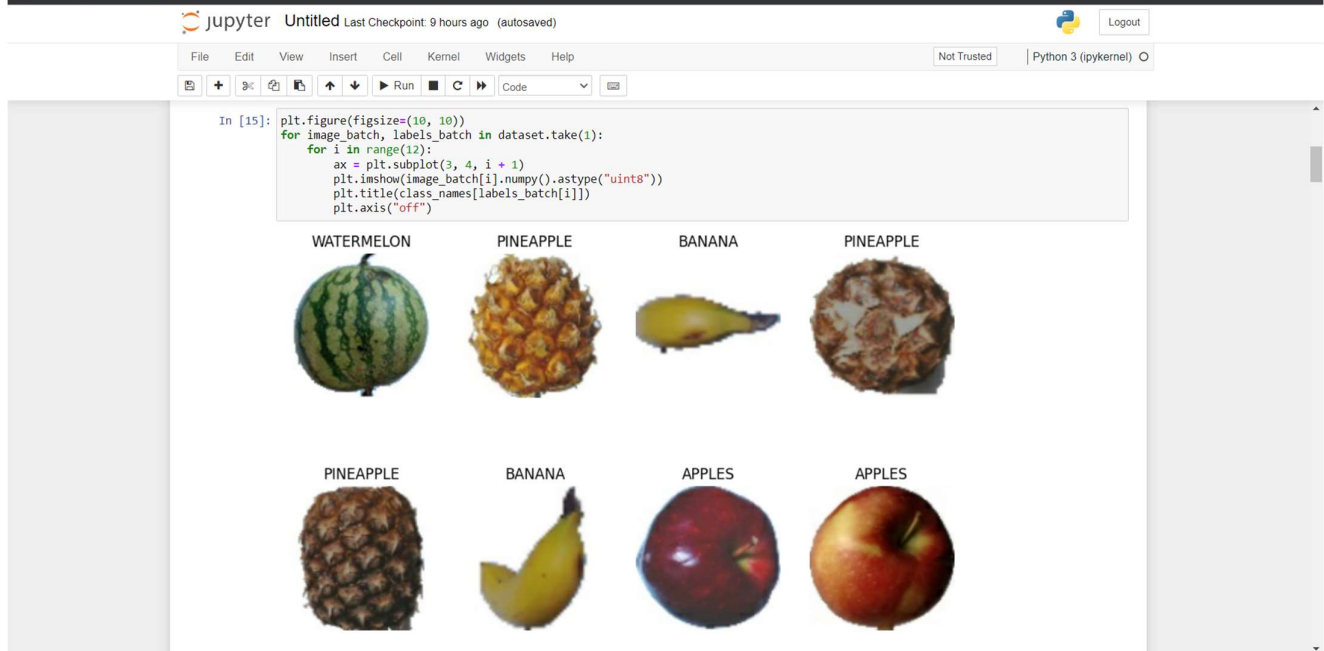 jupyter Untitled Last Checkpoint: 9 hours ago (autosaved) Logout
File Edit View Insert Cell Kernel Widgets Help Not Trusted Python 3 (ipykernel)
Run Code
In [15]: plt.figure(figsize=(10, 10))
for image_batch, labels_batch in dataset.take(1):
    for i in range(12):
        ax = plt.subplot(3, 4, i + 1)
        plt.imshow(image_batch[i].numpy().astype("uint8"))
        plt.title(class_names[labels_batch[i]])
        plt.axis("off")
WATERMELON PINEAPPLE BANANA PINEAPPLE
PINEAPPLE BANANA APPLES APPLES